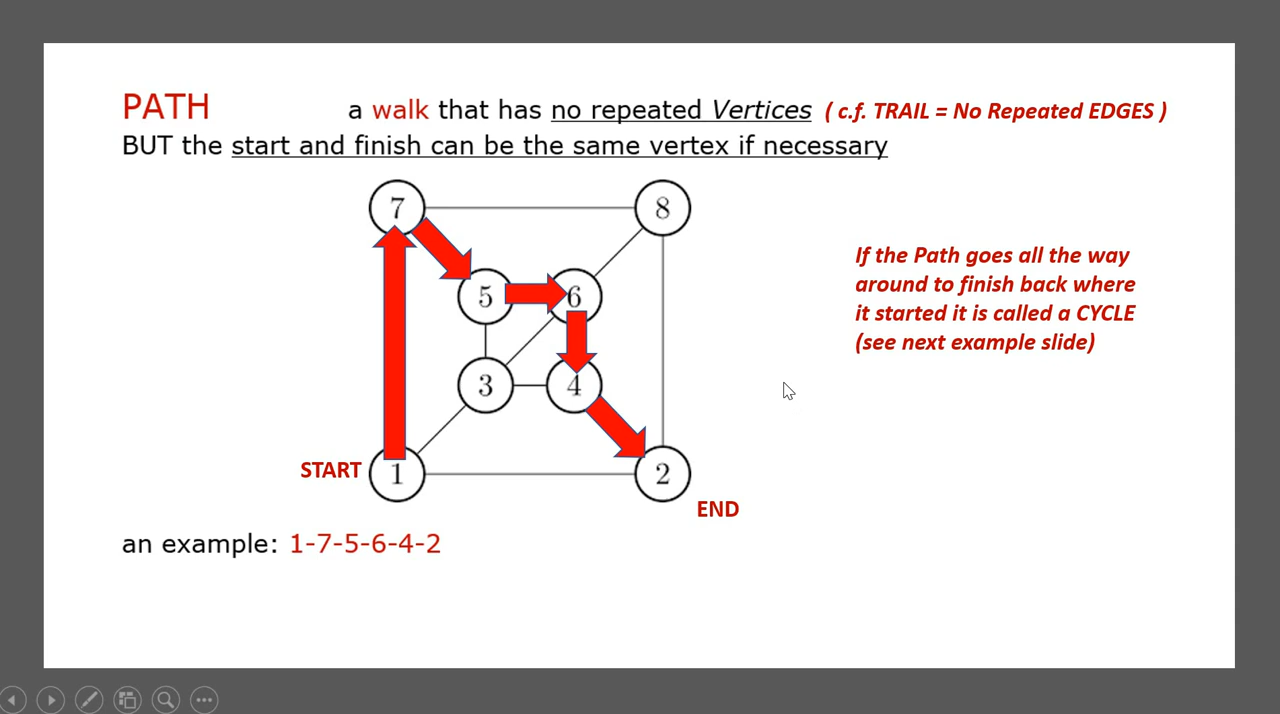 PATH a walk that has no repeated Vertices ( c.f. TRAIL = No Repeated EDGES )
BUT the start and finish can be the same vertex if necessary
7
8
If the Path goes all the way
around to finish back where
it started it is called a CYCLE
(see next example slide)
5
6
3
4
START
1
2
END
an example: 1-7-5-6-4-2